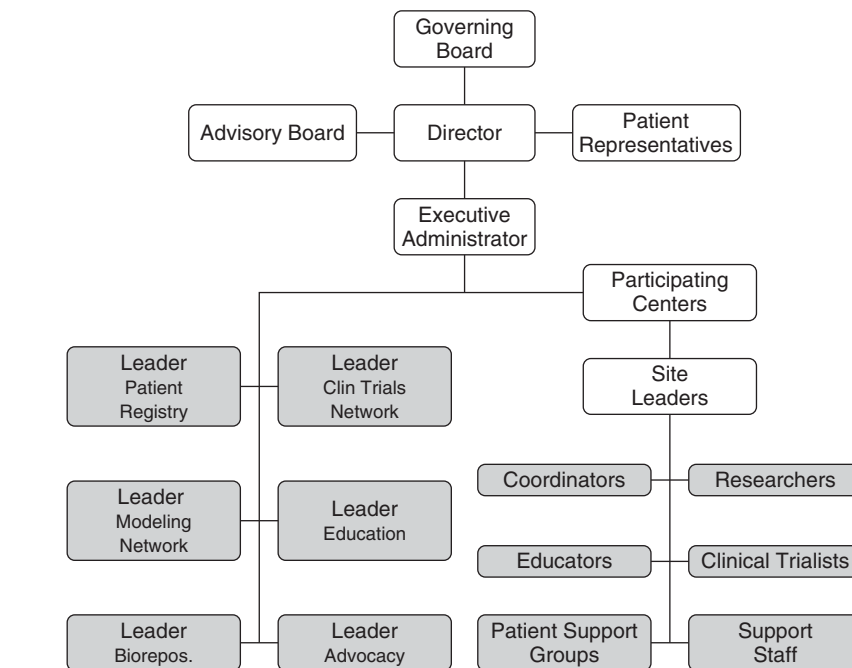 Governing
Board
Advisory Board
Director
Patient
Representatives
Executive
Administrator
Participating
Centers
Leader
Patient
Registry
Leader
Clin Trials
Network
Site
Leaders
Coordinators
Researchers
Leader
Modeling
Network
Leader
Education
Educators
Clinical Trialists
Leader
Biorepos.
Leader
Advocacy
Patient Support
Groups
Support
Staff